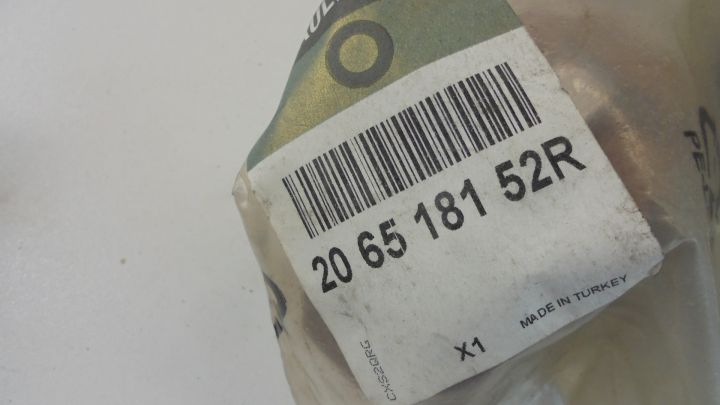 20 65 181 52R
MADE IN TURKEY
X1
CXS2QRG